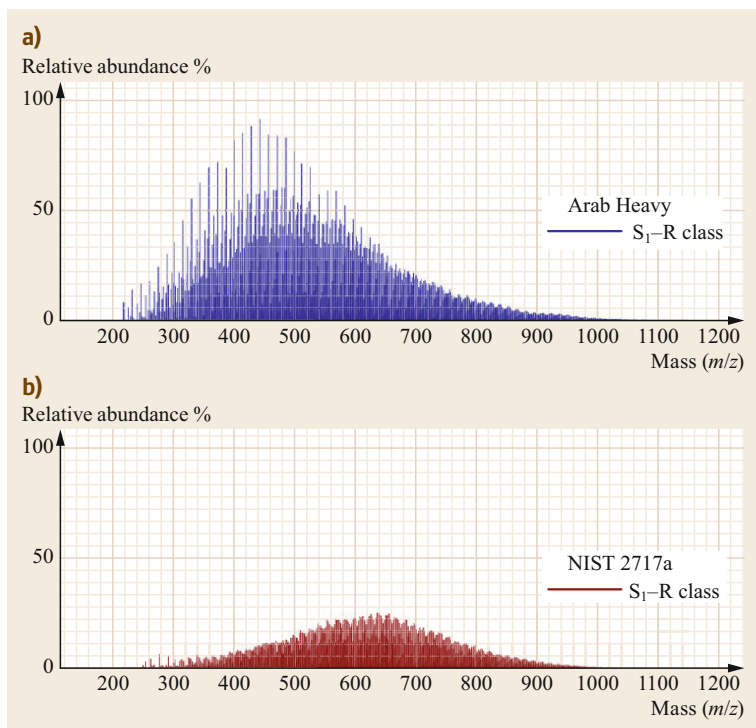 a)
Relative abundance %
100
50
0
Arab Heavy
S₁–R class
200 300 400 500 600 700 800 900 1000 1100 1200
Mass (m/z)
b)
Relative abundance %
100
50
0
NIST 2717a
S₁–R class
200 300 400 500 600 700 800 900 1000 1100 1200
Mass (m/z)